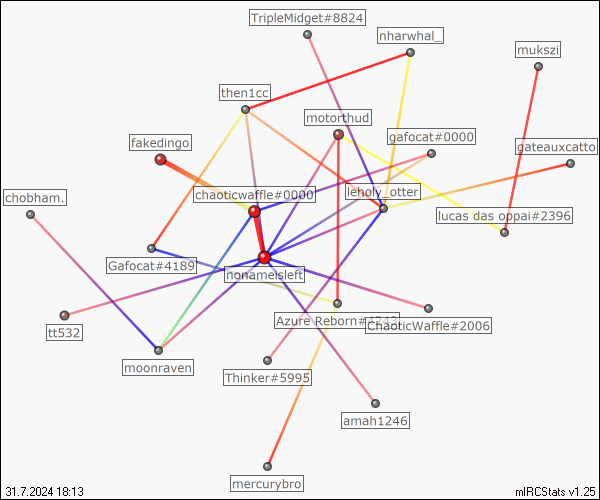 TripleMidget#8824
nharwhal_
mukszi
then1cc
motorthud
fakedingo
gafocat#0000
gateauxcatto
chobham.
chaoticwaffle#0000
leholy_otter
lucas das oppai#2396
Gafocat#4189
nonameisleft
tt532
Azure Reborn
ChaoticWaffle#2006
moonraven
Thinker#5995
amah1246
mercurybro
31.7.2024 18:13
mIRCStats v1.25